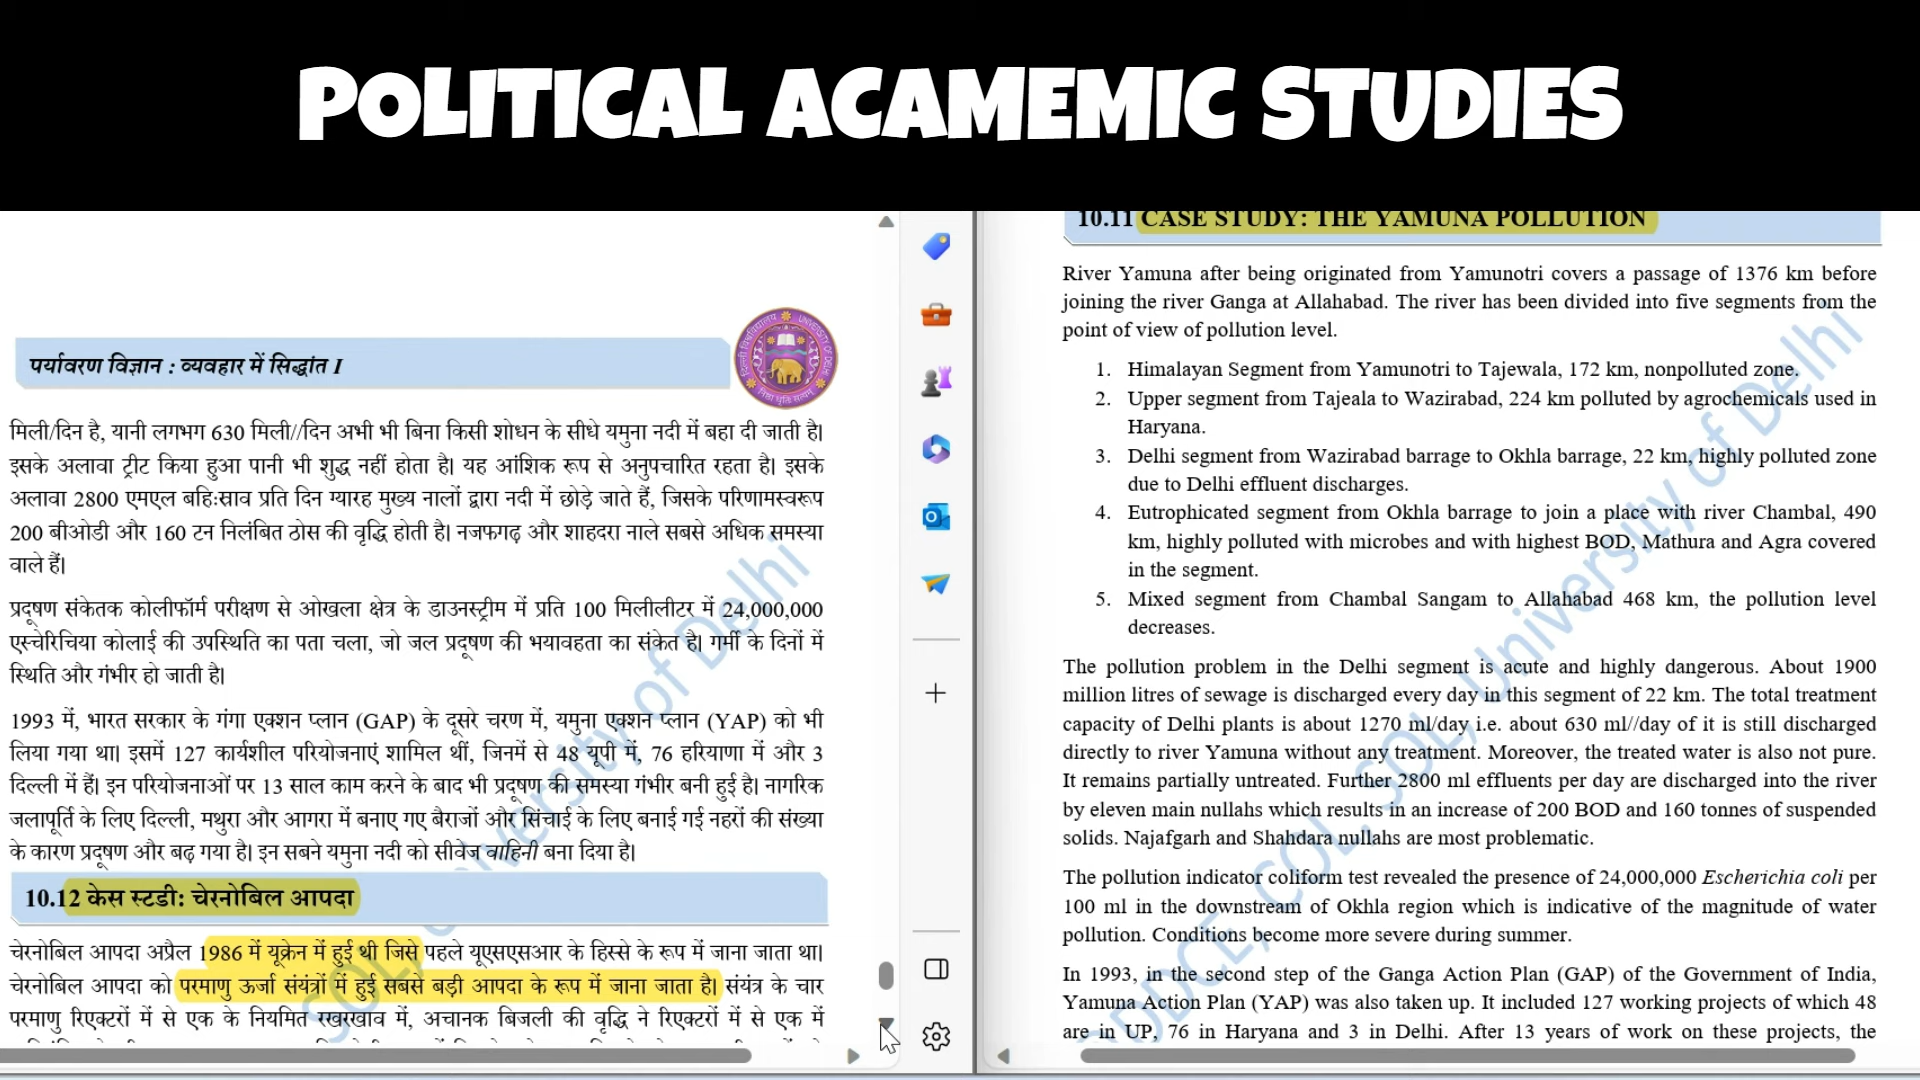 POLITICAL ACAMEMIC STUDIES
पर्यावरण विज्ञान : व्यवहार में सिद्धांत I
मिली/दिन है, यानी लगभग 630 मिली//दिन अभी भी बिना किसी शोधन के सीधे यमुना नदी में बहा दी जाती है।
इसके अलावा ट्रीट किया हुआ पानी भी शुद्ध नहीं होता है। यह आंशिक रूप से अनुपचारित रहता है। इसके
अलावा 2800 एमएल बहिःस्राव प्रति दिन ग्यारह मुख्य नालों द्वारा नदी में छोड़े जाते हैं, जिसके परिणामस्वरूप
200 बीओडी और 160 टन निलंबित ठोस की वृद्धि होती है। नजफगढ़ और शाहदरा नाले सबसे अधिक समस्या
वाले हैं।
प्रदूषण संकेतक कोलीफॉर्म परीक्षण से ओखला क्षेत्र के डाउनस्ट्रीम में प्रति 100 मिलीलीटर में 24,000,000
एस्चेरिचिया कोलाई की उपस्थिति का पता चला, जो जल प्रदूषण की भयावहता का संकेत है। गर्मी के दिनों में
स्थिति और गंभीर हो जाती है।
1993 में, भारत सरकार के गंगा एक्शन प्लान (GAP) के दूसरे चरण में, यमुना एक्शन प्लान (YAP) को भी
लिया गया था। इसमें 127 कार्यशील परियोजनाएं शामिल थीं, जिनमें से 48 यूपी में, 76 हरियाणा में और 3
दिल्ली में हैं। इन परियोजनाओं पर 13 साल काम करने के बाद भी प्रदूषण की समस्या गंभीर बनी हुई है। नागरिक
जलापूर्ति के लिए दिल्ली, मथुरा और आगरा में बनाए गए बैराजों और सिंचाई के लिए बनाई गई नहरों की संख्या
के कारण प्रदूषण और बढ़ गया है। इन सबने यमुना नदी को सीवेज वाहिनी बना दिया है।
10.12 केस स्टडी: चेरनोबिल आपदा
चेरनोबिल आपदा अप्रैल 1986 में यूक्रेन में हुई थी जिसे पहले यूएसएसआर के हिस्से के रूप में जाना जाता था।
चेरनोबिल आपदा को परमाणु ऊर्जा संयंत्रों में हुई सबसे बड़ी आपदा के रूप में जाना जाता है। संयंत्र के चार
परमाणु रिएक्टरों में से एक के नियमित रखरखाव में, अचानक बिजली की वृद्धि ने रिएक्टरों में से एक में
10.11 CASE STUDY: THE YAMUNA POLLUTION
River Yamuna after being originated from Yamunotri covers a passage of 1376 km before
joining the river Ganga at Allahabad. The river has been divided into five segments from the
point of view of pollution level.
1. Himalayan Segment from Yamunotri to Tajewala, 172 km, nonpolluted zone.
2. Upper segment from Tajeala to Wazirabad, 224 km polluted by agrochemicals used in
Haryana.
3. Delhi segment from Wazirabad barrage to Okhla barrage, 22 km, highly polluted zone
due to Delhi effluent discharges.
4. Eutrophicated segment from Okhla barrage to join a place with river Chambal, 490
km, highly polluted with microbes and with highest BOD, Mathura and Agra covered
in the segment.
5. Mixed segment from Chambal Sangam to Allahabad 468 km, the pollution level
decreases.
The pollution problem in the Delhi segment is acute and highly dangerous. About 1900
million litres of sewage is discharged every day in this segment of 22 km. The total treatment
capacity of Delhi plants is about 1270 ml/day i.e. about 630 ml//day of it is still discharged
directly to river Yamuna without any treatment. Moreover, the treated water is also not pure.
It remains partially untreated. Further 2800 ml effluents per day are discharged into the river
by eleven main nullahs which results in an increase of 200 BOD and 160 tonnes of suspended
solids. Najafgarh and Shahdara nullahs are most problematic.
The pollution indicator coliform test revealed the presence of 24,000,000 Escherichia coli per
100 ml in the downstream of Okhla region which is indicative of the magnitude of water
pollution. Conditions become more severe during summer.
In 1993, in the second step of the Ganga Action Plan (GAP) of the Government of India,
Yamuna Action Plan (YAP) was also taken up. It included 127 working projects of which 48
are in UP, 76 in Haryana and 3 in Delhi. After 13 years of work on these projects, the